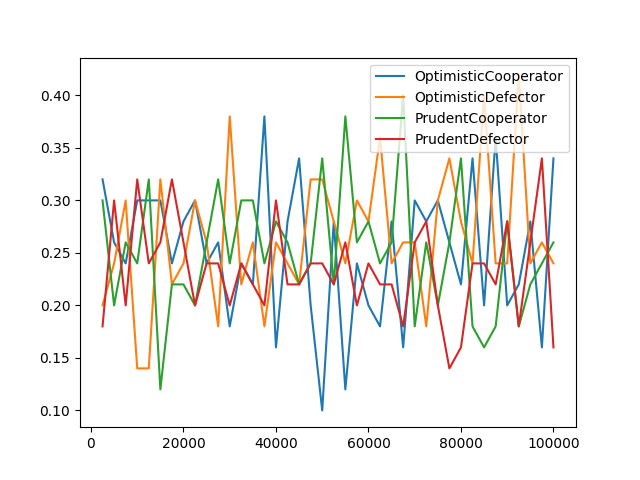 OptimisticCooperator
OptimisticDefector
PrudentCooperator
PrudentDefector
0.40
0.35
0.30
0.25
0.20
0.15
0.10
0 20000 40000 60000 80000 100000